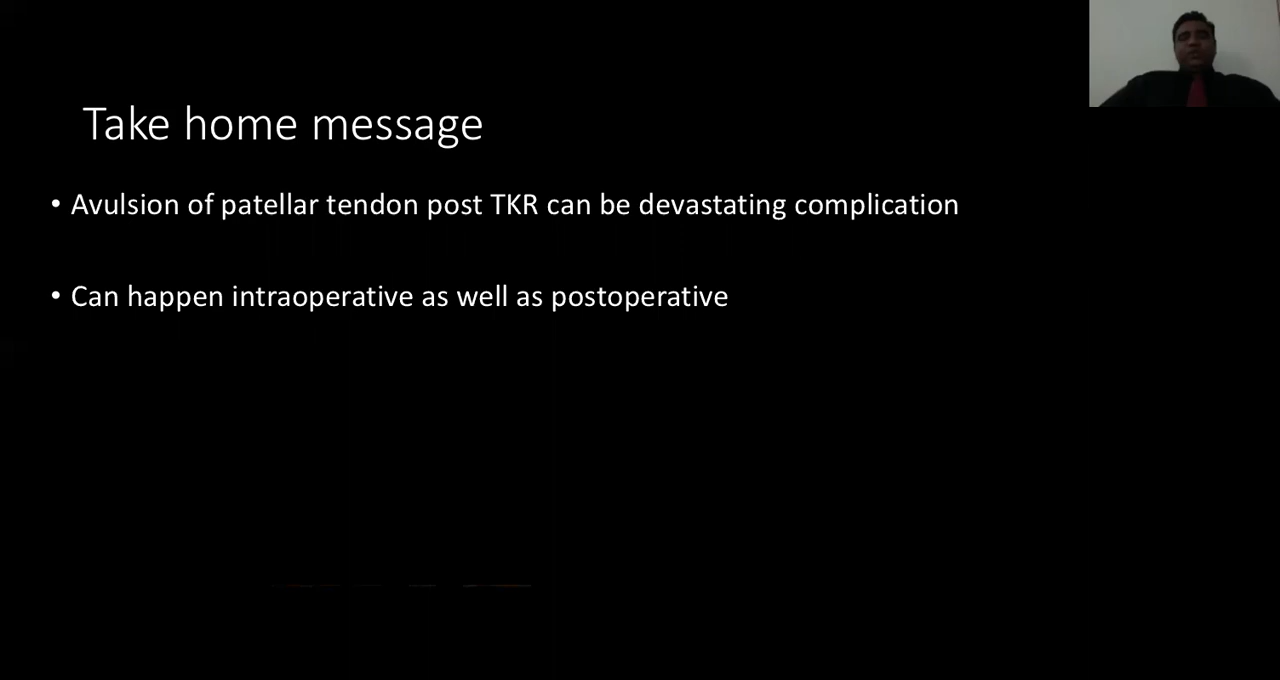 Take home message
• Avulsion of patellar tendon post TKR can be devastating complication
• Can happen intraoperative as well as postoperative